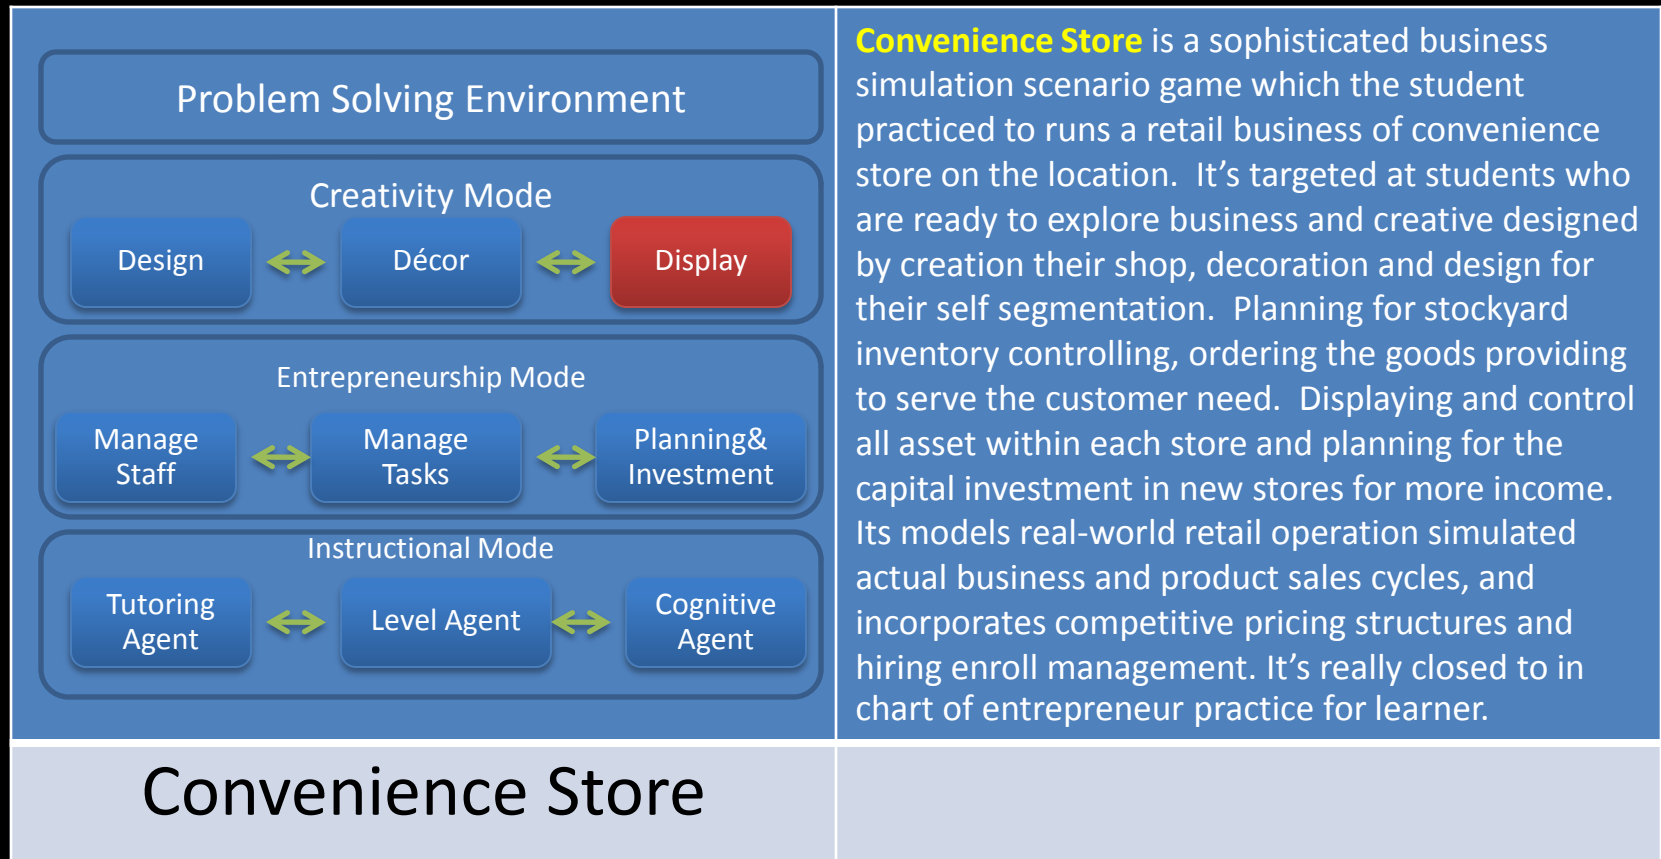 Problem Solving Environment
Creativity Mode
Design
Décor
Display
Entrepreneurship Mode
Manage
Staff
Manage
Tasks
Planning&
Investment
Instructional Mode
Tutoring
Agent
Level Agent
Cognitive
Agent
Convenience Store is a sophisticated business
simulation scenario game which the student
practiced to runs a retail business of convenience
store on the location. It’s targeted at students who
are ready to explore business and creative designed
by creation their shop, decoration and design for
their self segmentation. Planning for stockyard
inventory controlling, ordering the goods providing
to serve the customer need. Displaying and control
all asset within each store and planning for the
capital investment in new stores for more income.
Its models real-world retail operation simulated
actual business and product sales cycles, and
incorporates competitive pricing structures and
hiring enroll management. It’s really closed to in
chart of entrepreneur practice for learner.
Convenience Store